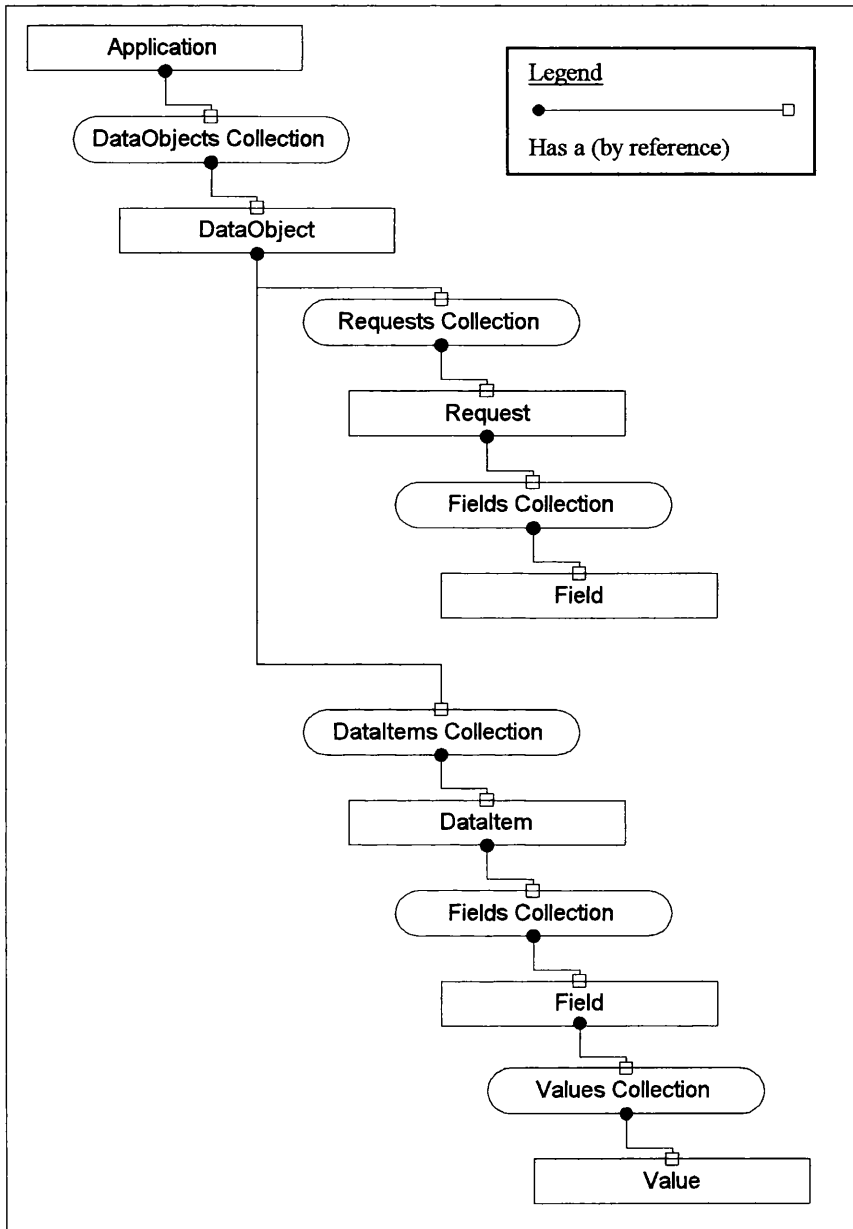 Application
Legend
Has a (by reference)
DataObjects Collection
DataObject
Requests Collection
Request
Fields Collection
Field
DataItems Collection
DataItem
Fields Collection
Field
Values Collection
Value